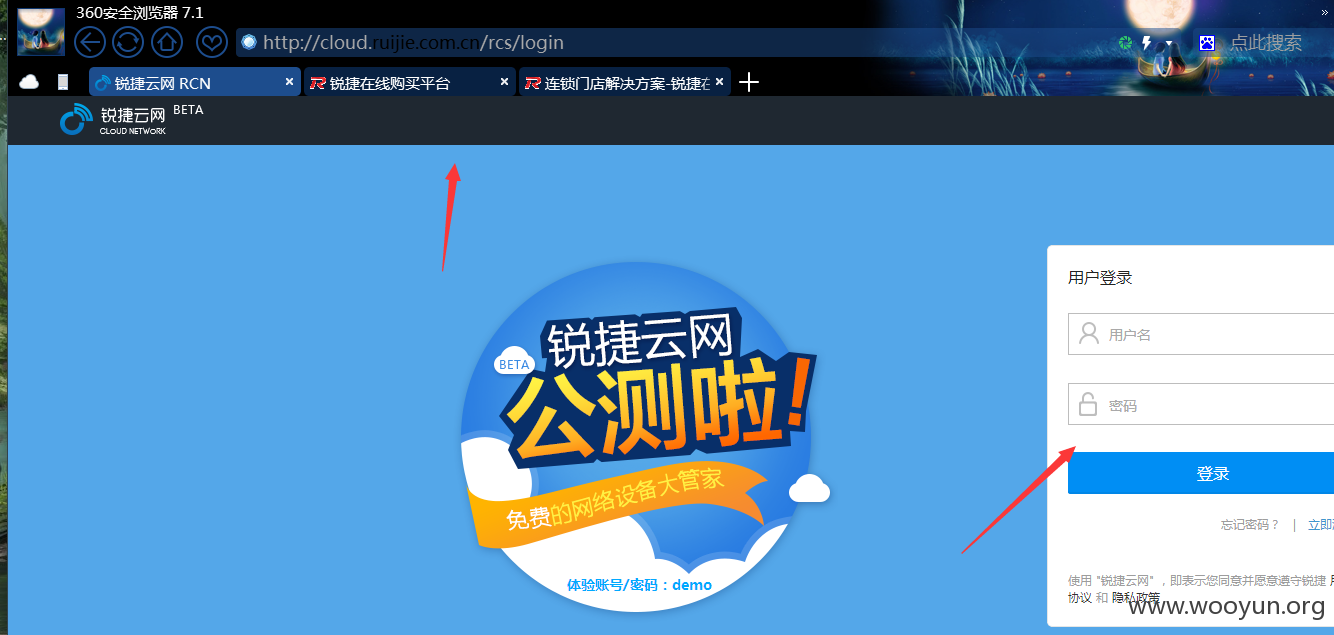 360安全浏览器 7.1
http://cloud.ruijie.com.cn/rcs/login
点此搜索
锐捷云网 RCN
锐捷在线购买平台
连锁门店解决方案-锐捷在
锐捷云网 BETA
CLOUD NETWORK
用户登录
用户名
密码
登录
忘记密码？ | 立即
BETA
锐捷云网
公测啦!
免费的网络设备大管家
体验账号/密码：demo
使用 "锐捷云网" ，即表示您同意并愿意遵守锐捷
协议 和 隐私政策
www.wooyun.org